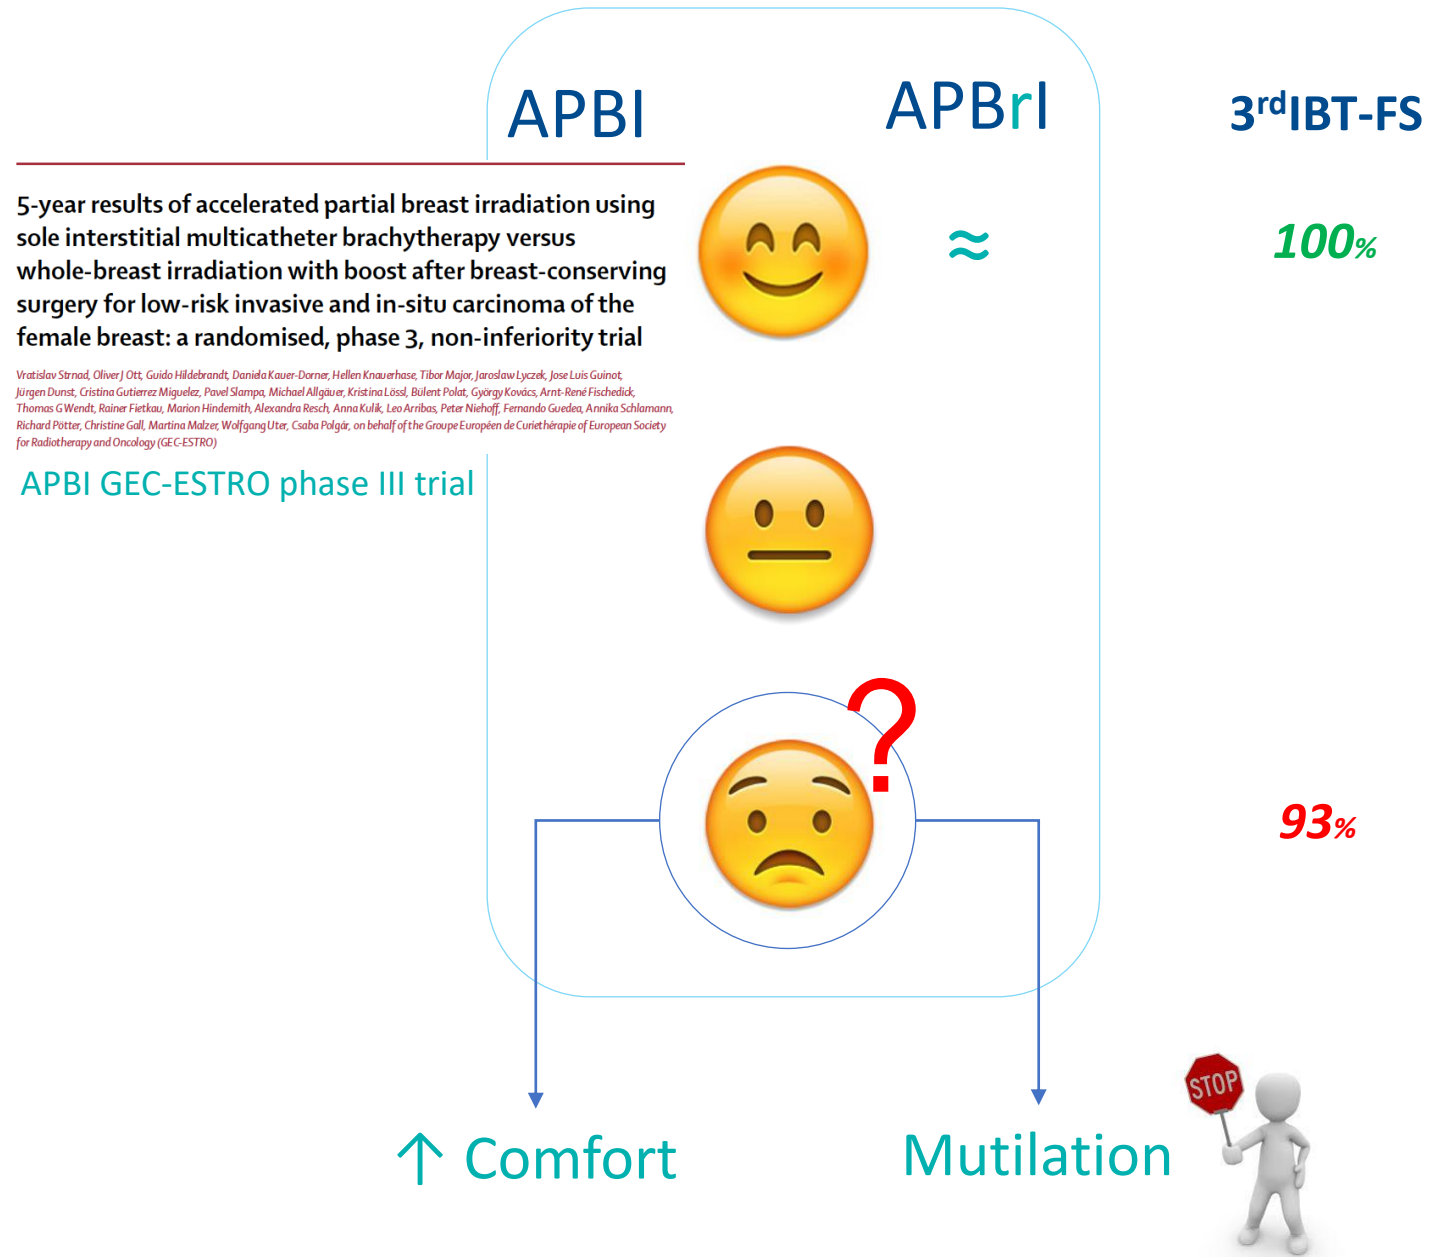 APBI
APBrI
3rdIBT-FS
5-year results of accelerated partial breast irradiation using
sole interstitial multicatheter brachytherapy versus
whole-breast irradiation with boost after breast-conserving
surgery for low-risk invasive and in-situ carcinoma of the
female breast: a randomised, phase 3, non-inferiority trial
Vratislav Strnad, Oliver J Ott, Guido Hildebrandt, Daniela Kauer-Dorner, Hellen Knauerhase, Tibor Major, Jaroslaw Lyczek, Jose Luis Guinot,
Jürgen Dunst, Cristina Gutierrez Miguelez, Pavel Slampa, Michael Allgäuer, Kristina Lössl, Bülent Polat, György Kovács, Arnt-René Fischedick,
Thomas G Wendt, Rainer Fietkau, Marion Hindemith, Alexandra Resch, Anna Kulik, Leo Arribas, Peter Niehoff, Fernando Guedea, Annika Schlamann,
Richard Pötter, Christine Gall, Martina Malzer, Wolfgang Uter, Csaba Polgár, on behalf of the Groupe Européen de Curiethérapie of European Society
for Radiotherapy and Oncology (GEC-ESTRO)
≈
100%
APBI GEC-ESTRO phase III trial
?
93%
STOP
↑ Comfort
Mutilation